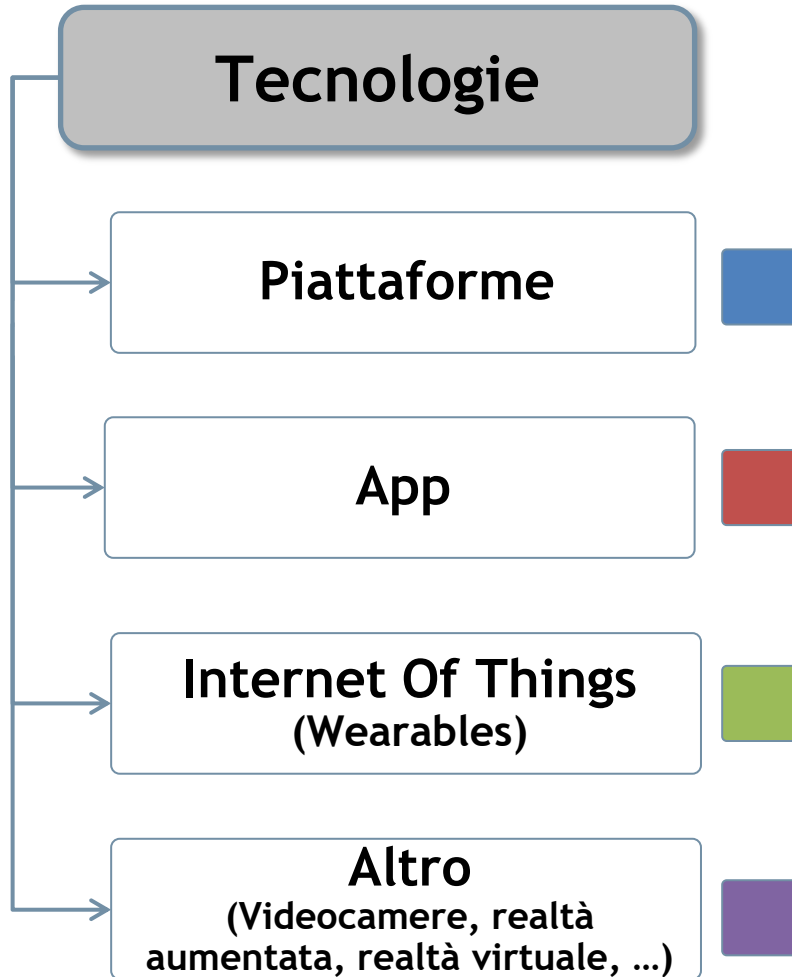 Tecnologie
Piattaforme
App
Internet Of Things
(Wearables)
Altro
(Videocamere, realtà
aumentata, realtà virtuale, …)